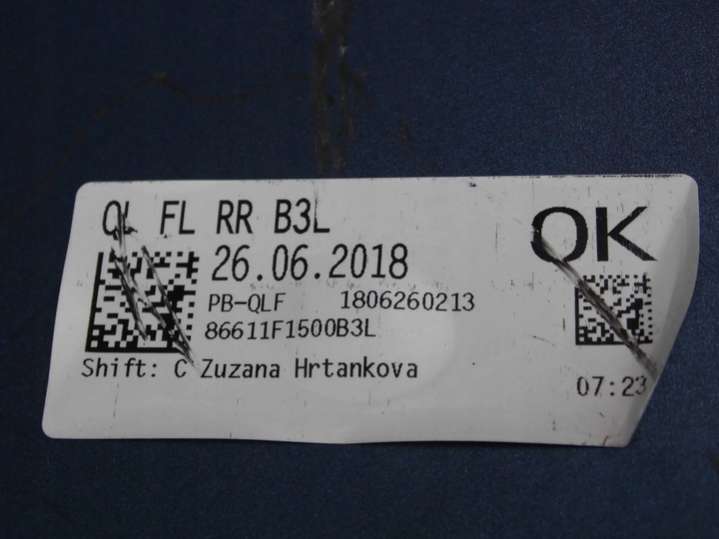 QL FL RR B3L
OK
26.06.2018
PB-QLF 1806260213
86611F1500B3L
Shift: C Zuzana Hrtankova
07:23